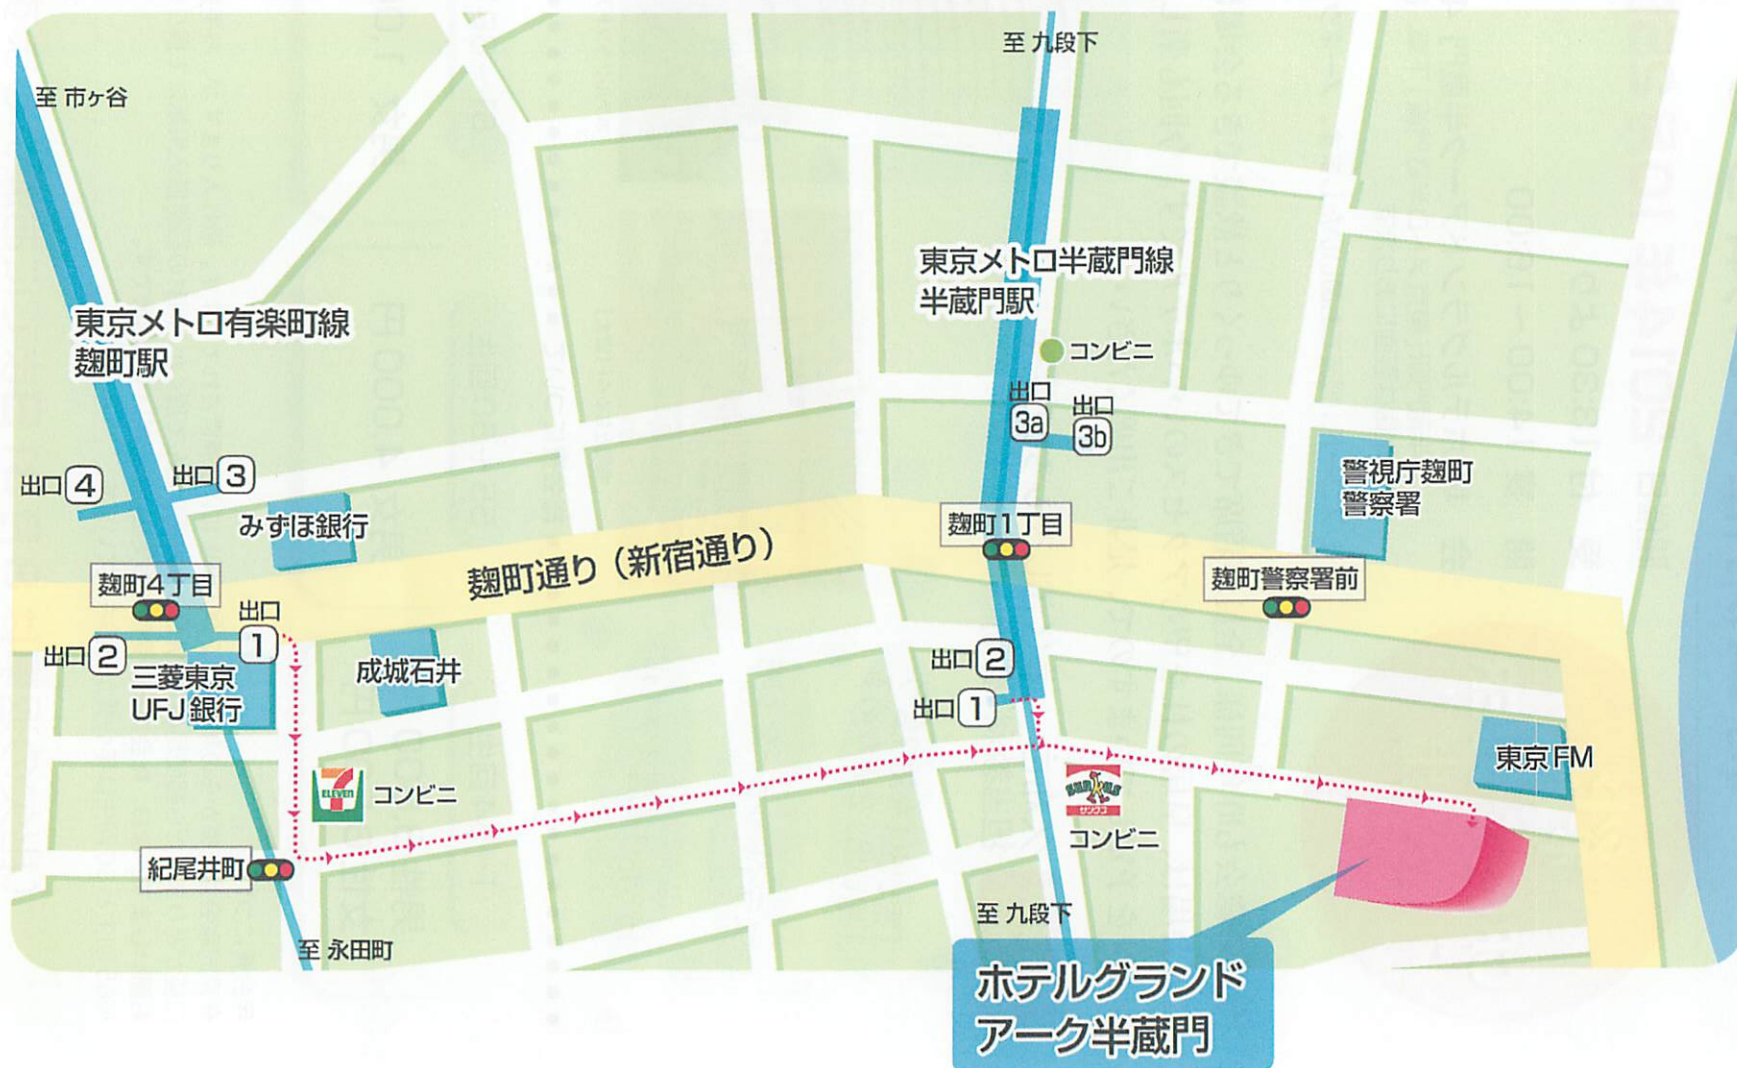 至 九段下
至 市ヶ谷
東京メトロ半蔵門線
半蔵門駅
東京メトロ有楽町線
麹町駅
コンビニ
出口
3a
出口
3b
警視庁麹町
警察署
出口 4
出口 3
みずほ銀行
麹町1丁目
麹町通り（新宿通り）
麹町4丁目
麹町警察署前
出口
1
出口 2
三菱東京
UFJ銀行
成城石井
出口 2
出口 1
東京FM
7
ELEVEN
コンビニ
SUNKUS
サンクス
コンビニ
紀尾井町
至 九段下
至 永田町
ホテルグランド
アーク半蔵門